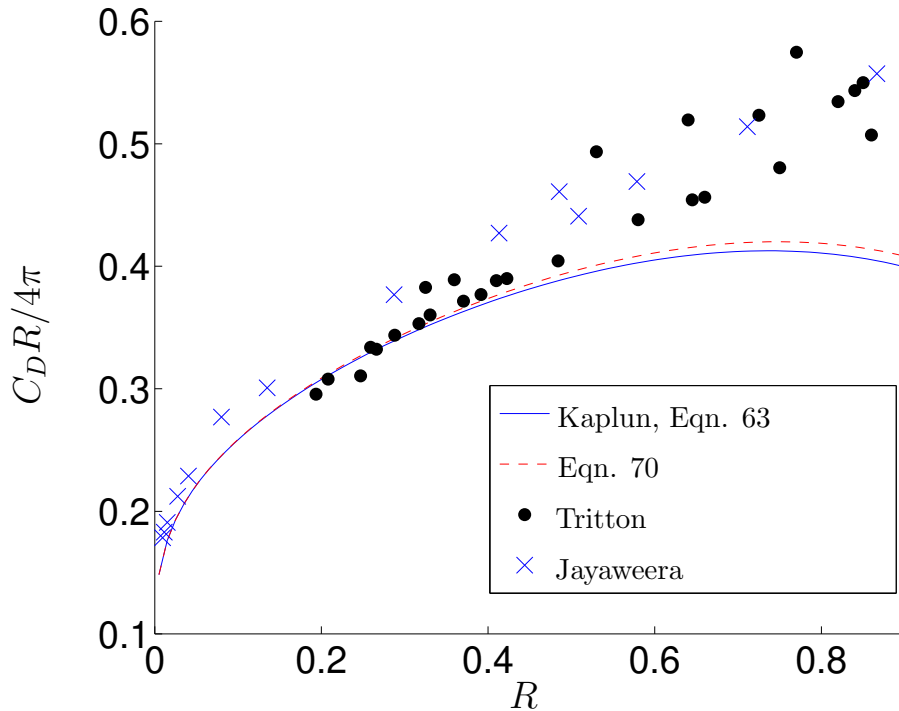 0.6
0.5
0.4
0.3
0.2
0.1
0
0.2
0.4
0.6
0.8
C_D R/4π
R
Kaplun, Eqn. 63
Eqn. 70
Tritton
Jayaweera